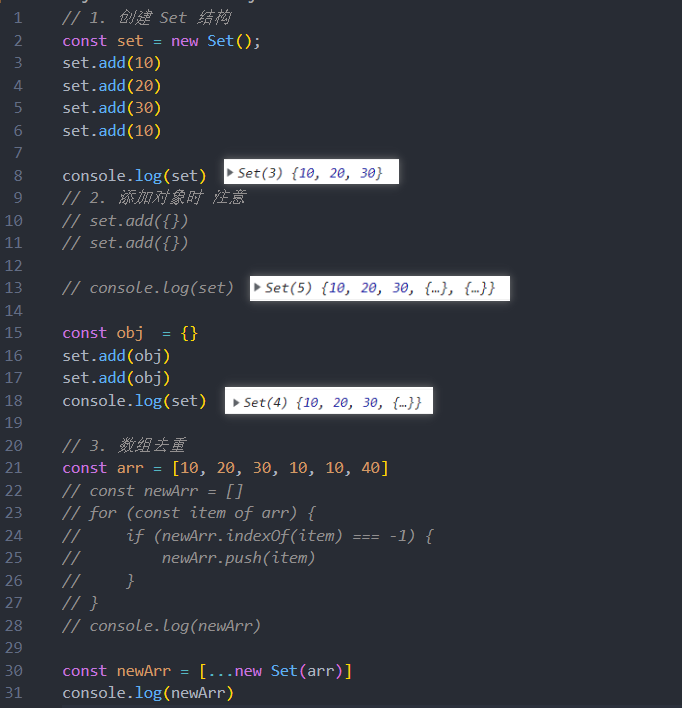 1 // 1. 创建 Set 结构
2 const set = new Set();
3 set.add(10)
4 set.add(20)
5 set.add(30)
6 set.add(10)
7
8 console.log(set) ▶ Set(3) {10, 20, 30}
9 // 2. 添加对象时 注意
10 // set.add({})
11 // set.add({})
12
13 // console.log(set) ▶ Set(5) {10, 20, 30, {…}, {…}}
14
15 const obj  = {}
16 set.add(obj)
17 set.add(obj)
18 console.log(set) ▶ Set(4) {10, 20, 30, {…}}
19
20 // 3. 数组去重
21 const arr = [10, 20, 30, 10, 10, 40]
22 // const newArr = []
23 // for (const item of arr) {
24 //     if (newArr.indexOf(item) === -1) {
25 //         newArr.push(item)
26 //     }
27 // }
28 // console.log(newArr)
29
30 const newArr = [...new Set(arr)]
31 console.log(newArr)